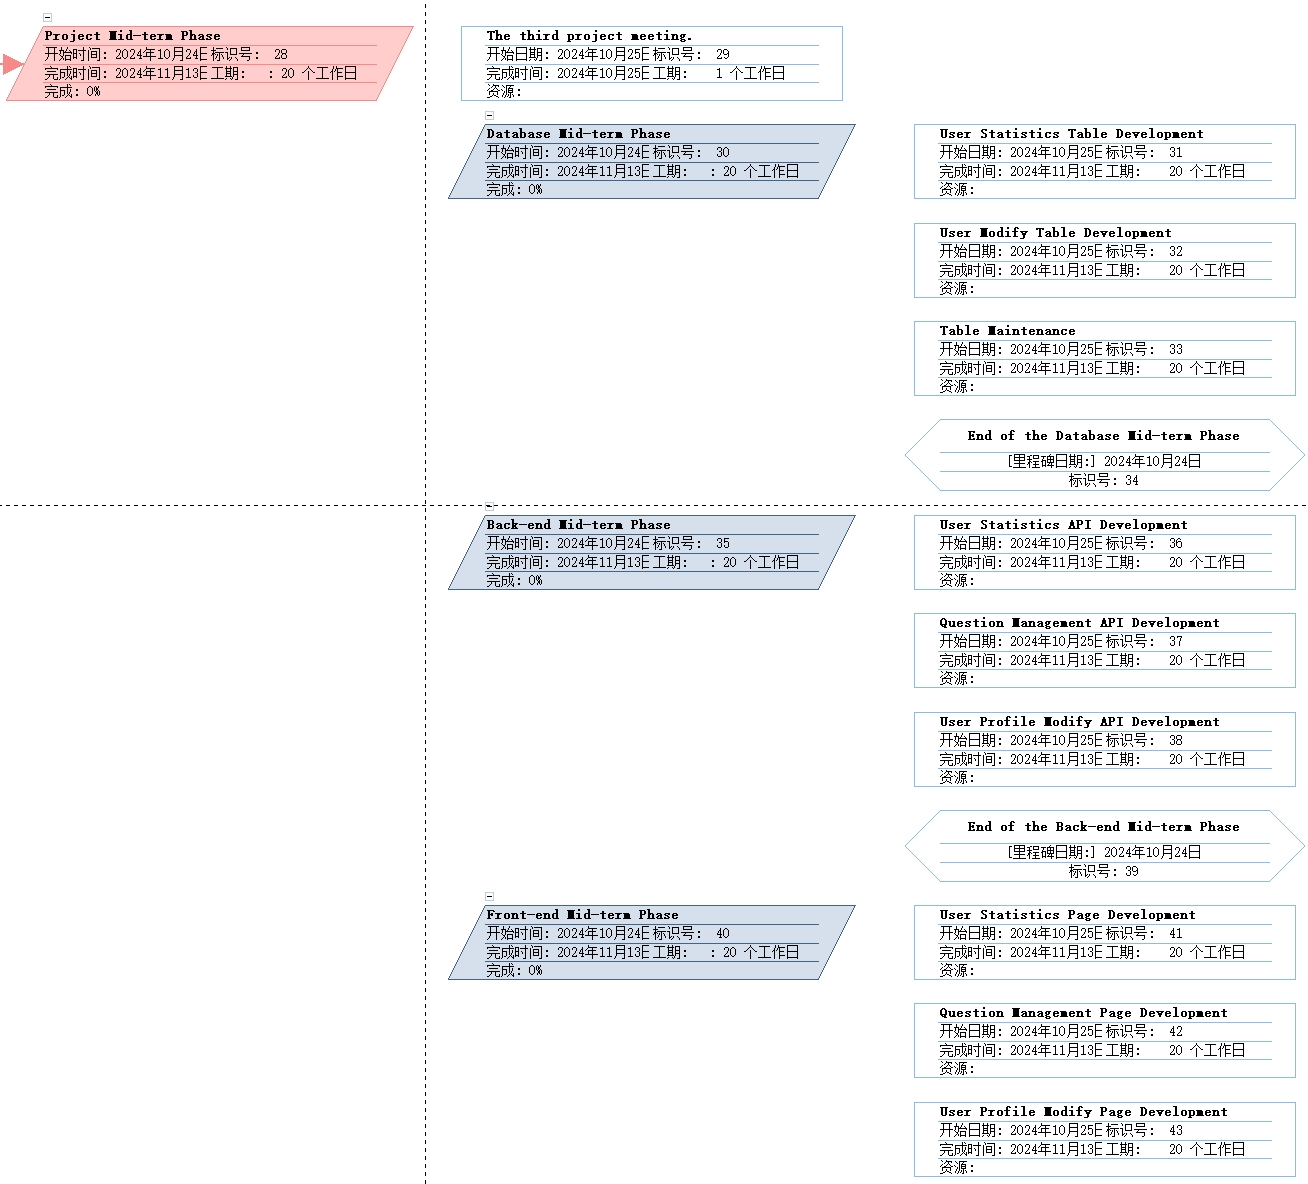 Project Mid-term Phase
开始时间: 2024年10月24日 标识号: 28
完成时间: 2024年11月13日 工期: : 20 个工作日
完成: 0%
The third project meeting.
开始日期: 2024年10月25日 标识号: 29
完成时间: 2024年10月25日 工期: 1 个工作日
资源:
Database Mid-term Phase
开始时间: 2024年10月24日 标识号: 30
完成时间: 2024年11月13日 工期: : 20 个工作日
完成: 0%
User Statistics Table Development
开始日期: 2024年10月25日 标识号: 31
完成时间: 2024年11月13日 工期: 20 个工作日
资源:
User Modify Table Development
开始日期: 2024年10月25日 标识号: 32
完成时间: 2024年11月13日 工期: 20 个工作日
资源:
Table Maintenance
开始日期: 2024年10月25日 标识号: 33
完成时间: 2024年11月13日 工期: 20 个工作日
资源:
End of the Database Mid-term Phase
[里程碑日期:] 2024年10月24日
标识号: 34
Back-end Mid-term Phase
开始时间: 2024年10月24日 标识号: 35
完成时间: 2024年11月13日 工期: : 20 个工作日
完成: 0%
User Statistics API Development
开始日期: 2024年10月25日 标识号: 36
完成时间: 2024年11月13日 工期: 20 个工作日
资源:
Question Management API Development
开始日期: 2024年10月25日 标识号: 37
完成时间: 2024年11月13日 工期: 20 个工作日
资源:
User Profile Modify API Development
开始日期: 2024年10月25日 标识号: 38
完成时间: 2024年11月13日 工期: 20 个工作日
资源:
End of the Back-end Mid-term Phase
[里程碑日期:] 2024年10月24日
标识号: 39
Front-end Mid-term Phase
开始时间: 2024年10月24日 标识号: 40
完成时间: 2024年11月13日 工期: : 20 个工作日
完成: 0%
User Statistics Page Development
开始日期: 2024年10月25日 标识号: 41
完成时间: 2024年11月13日 工期: 20 个工作日
资源:
Question Management Page Development
开始日期: 2024年10月25日 标识号: 42
完成时间: 2024年11月13日 工期: 20 个工作日
资源:
User Profile Modify Page Development
开始日期: 2024年10月25日 标识号: 43
完成时间: 2024年11月13日 工期: 20 个工作日
资源: